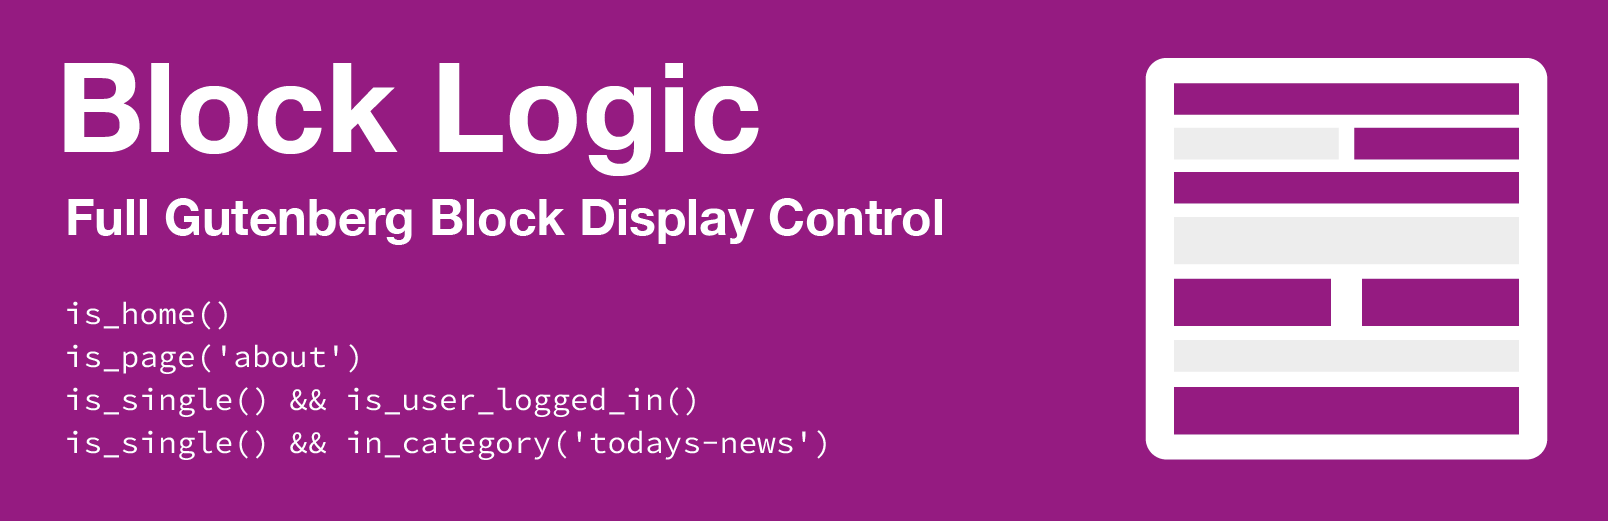 Block Logic
Full Gutenberg Block Display Control
is_home()
is_page('about')
is_single() && is_user_logged_in()
is_single() && in_category('todays-news')